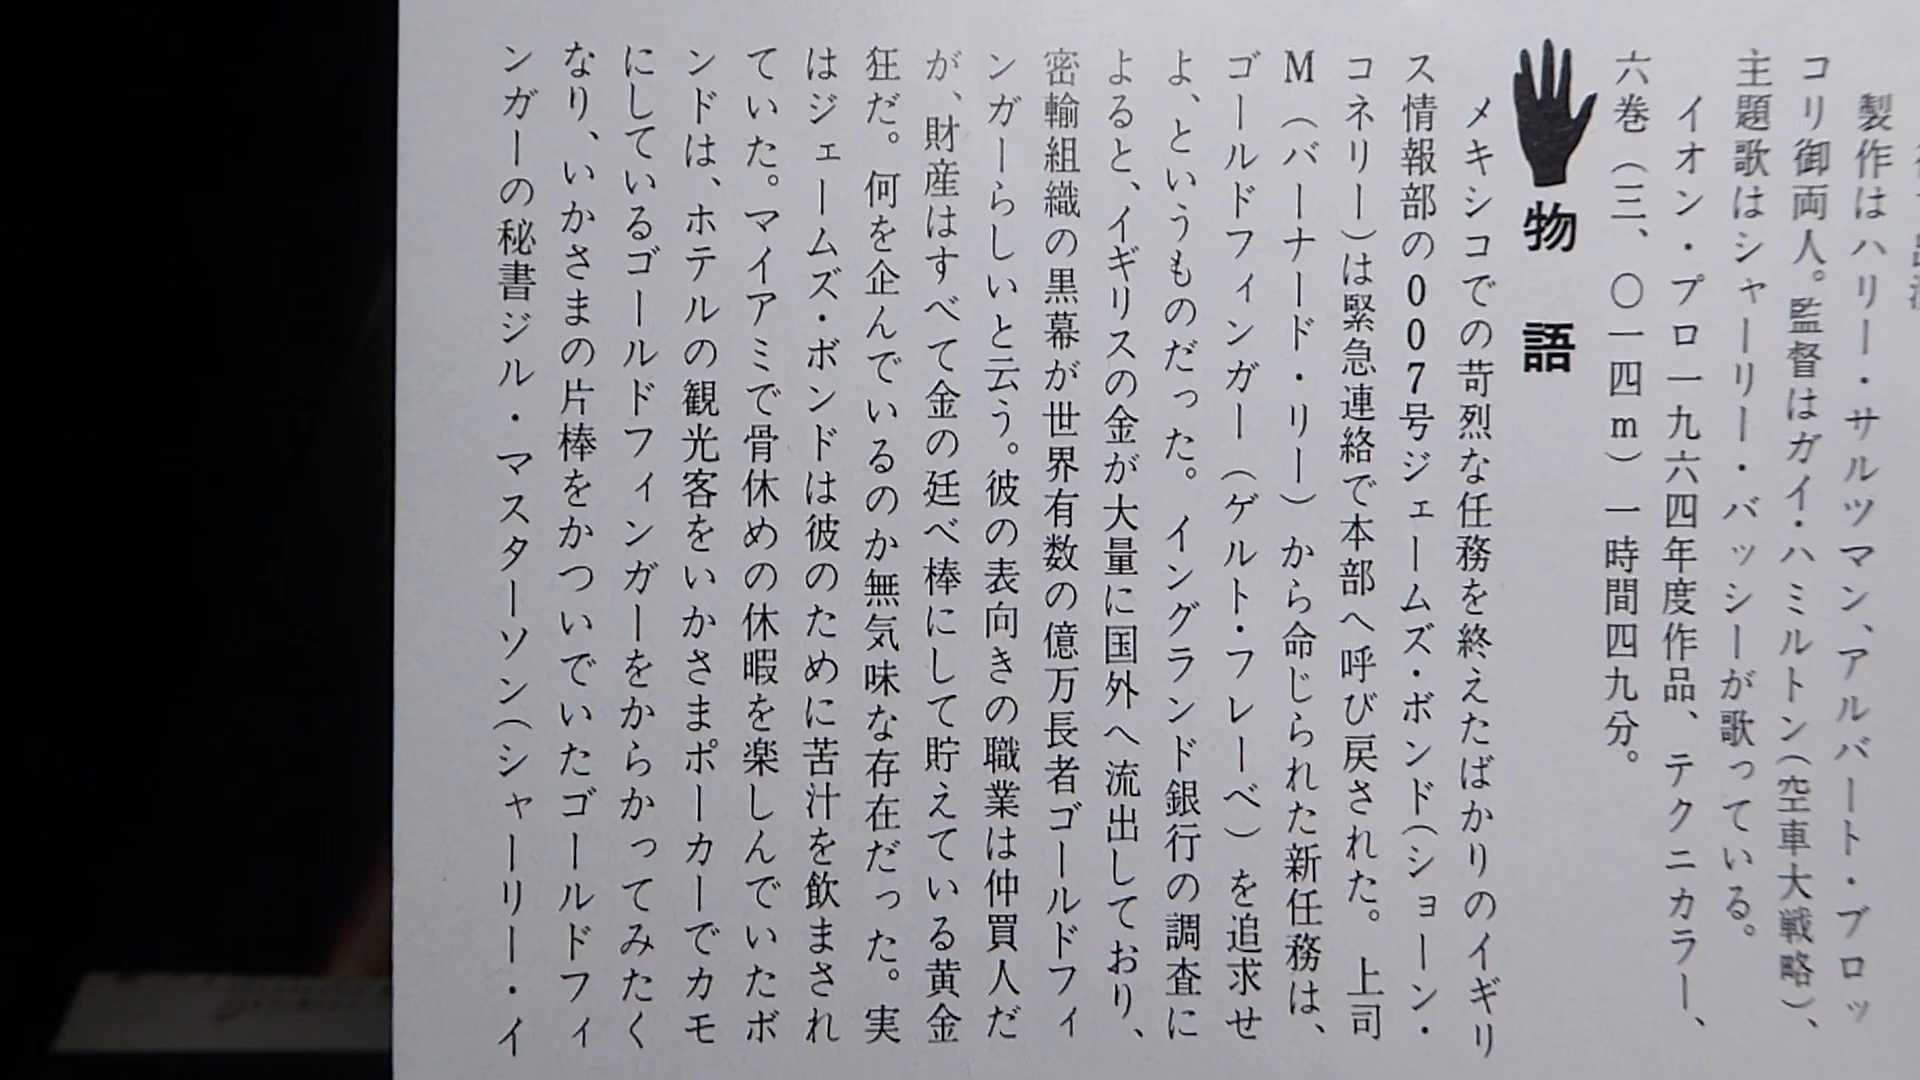 製作はハリー・サルツマン、アルバート・ブロッ
コリ御両人。監督はガイ・ハミルトン(空車大戦略)、
主題歌はシャーリー・バッシーが歌っている。
イオン・プロ一九六四年度作品、テクニカラー、
六巻(三、〇一四m)一時間四九分。
物語
メキシコでの苛烈な任務を終えたばかりのイギリ
ス情報部の007号ジェームズ・ボンド(ショーン・
コネリー)は緊急連絡で本部へ呼び戻された。上司
M(バーナード・リー)から命じられた新任務は、
ゴールドフィンガー(ゲルト・フレーベ)を追求せ
よ、というものだった。イングランド銀行の調査に
よると、イギリスの金が大量に国外へ流出しており、
密輸組織の黒幕が世界有数の億万長者ゴールドフィ
ンガーらしいと云う。彼の表向きの職業は仲買人だ
が、財産はすべて金の廷べ棒にして貯えている黄金
狂だ。何を企んでいるのか無気味な存在だった。実
はジェームズ・ボンドは彼のために苦汁を飲まされ
ていた。マイアミで骨休めの休暇を楽しんでいたボ
ンドは、ホテルの観光客をいかさまポーカーでカモ
にしているゴールドフィンガーをからかってみたく
なり、いかさまの片棒をかついでいたゴールドフィ
ンガーの秘書ジル・マスターソン(シャーリー・イ